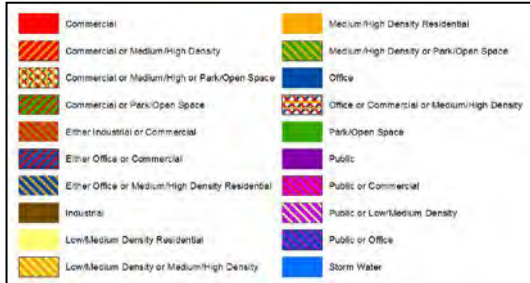 Commercial
Commercial or Medium/High Density
Commercial or Medium/High or Park/Open Space
Commercial or Park/Open Space
Either Industrial or Commercial
Either Office or Commercial
Either Office or Medium/High Density Residential
Industrial
Low/Medium Density Residential
Low/Medium Density or Medium/High Density
Medium/High Density Residential
Medium/High Density or Park/Open Space
Office
Office or Commercial or Medium/High Density
Park/Open Space
Public
Public or Commercial
Public or Low/Medium Density
Public or Office
Storm Water